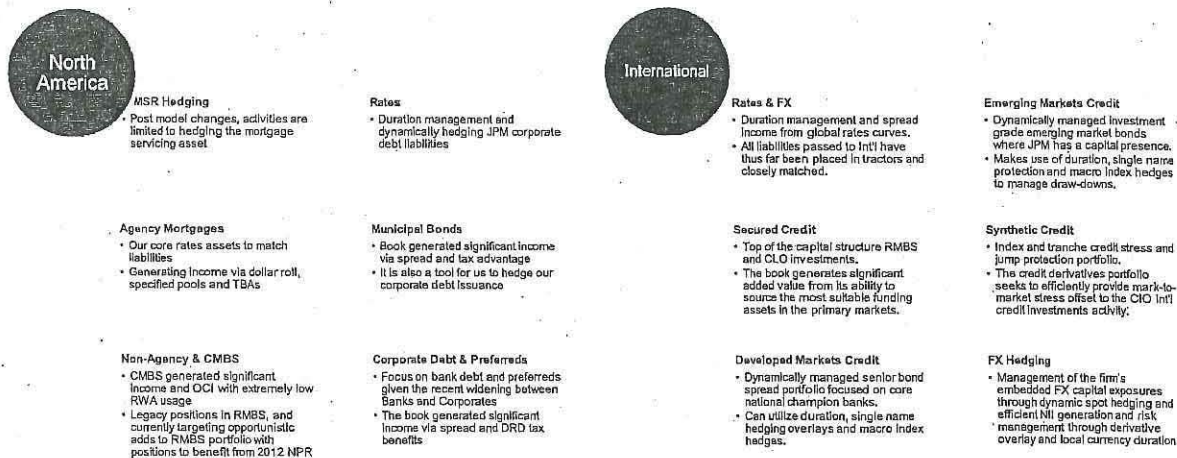 North
America
MSR Hedging
• Post model changes, activities are
limited to hedging the mortgage
servicing asset
Rates
• Duration management and
dynamically hedging JPM corporate
debt liabilities
Agency Mortgages
• Our core rates assets to match
liabilities
• Generating income via dollar roll,
specified pools and TBAs
Municipal Bonds
• Book generated significant income
via spread and tax advantage
• It is also a tool for us to hedge our
corporate debt issuance
Non-Agency & CMBS
• CMBS generated significant
income and OCI with extremely low
RWA usage
• Legacy positions in RMBS, and
currently targeting opportunistic
adds to RMBS portfolio with
positions to benefit from 2012 NPR
Corporate Debt & Preferreds
• Focus on bank debt and preferreds
given the recent widening between
Banks and Corporates
• The book generated significant
income via spread and DRD tax
benefits
International
Rates & FX
• Duration management and spread
income from global rates curves.
• All liabilities passed to Int'l have
thus far been placed in tractors and
closely matched.
Emerging Markets Credit
• Dynamically managed investment
grade emerging market bonds
where JPM has a capital presence.
• Makes use of duration, single name
protection and macro index hedges
to manage draw-downs.
Secured Credit
• Top of the capital structure RMBS
and CLO investments.
• The book generates significant
added value from its ability to
source the most suitable funding
assets in the primary markets.
Synthetic Credit
• Index and tranche credit stress and
jump protection portfolio.
• The credit derivatives portfolio
seeks to efficiently provide mark-to-
market stress offset to the CIO Int'l
credit investments activity.
Developed Markets Credit
• Dynamically managed senior bond
spread portfolio focused on core
national champion banks.
• Can utilize duration, single name
hedging overlays and macro index
hedges.
FX Hedging
• Management of the firm's
embedded FX capital exposures
through dynamic spot hedging and
efficient NII generation and risk
management through derivative
overlay and local currency duration